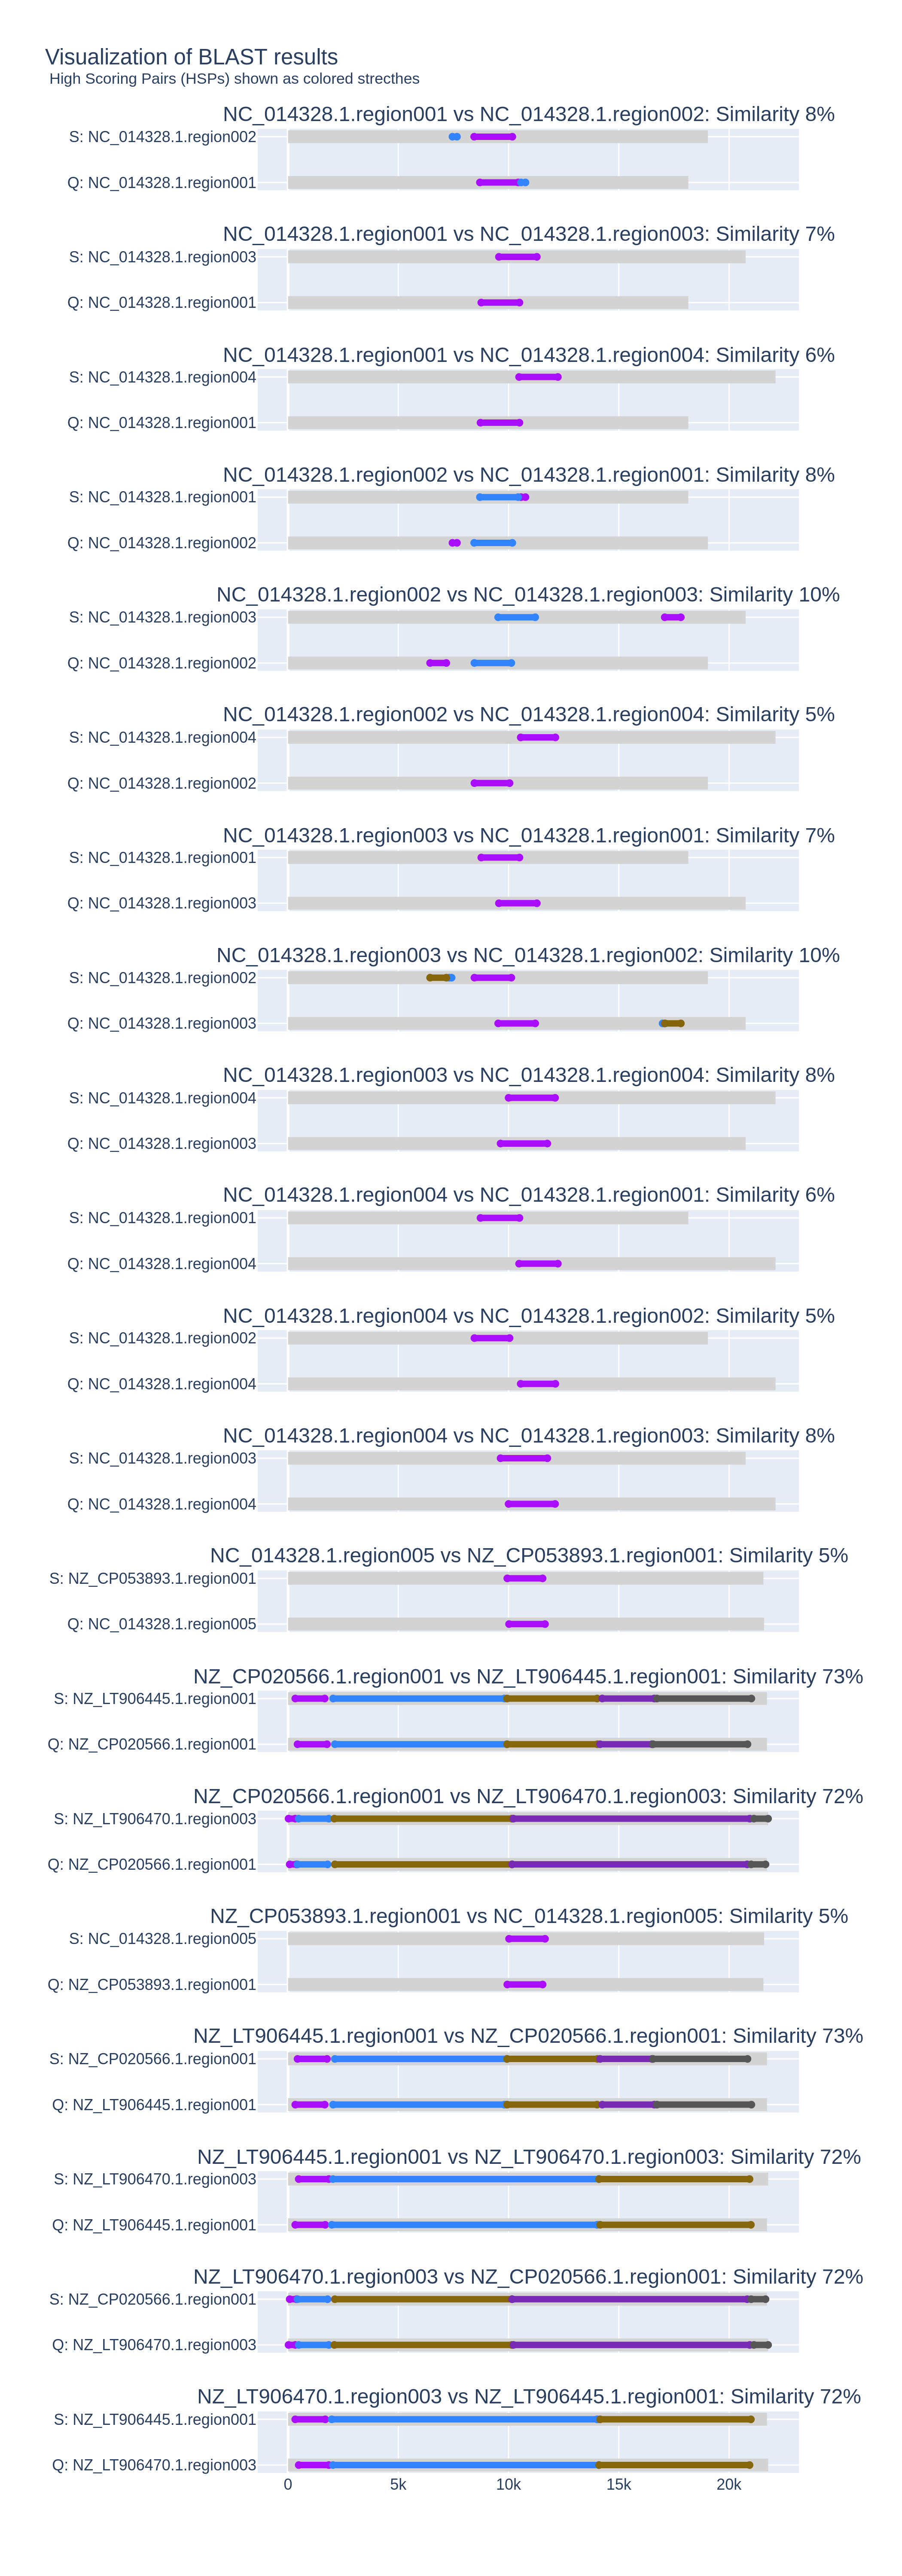 Visualization of BLAST results
High Scoring Pairs (HSPs) shown as colored strecthes
NC_014328.1.region001 vs NC_014328.1.region002: Similarity 8%
S: NC_014328.1.region002
Q: NC_014328.1.region001
NC_014328.1.region001 vs NC_014328.1.region003: Similarity 7%
S: NC_014328.1.region003
Q: NC_014328.1.region001
NC_014328.1.region001 vs NC_014328.1.region004: Similarity 6%
S: NC_014328.1.region004
Q: NC_014328.1.region001
NC_014328.1.region002 vs NC_014328.1.region001: Similarity 8%
S: NC_014328.1.region001
Q: NC_014328.1.region002
NC_014328.1.region002 vs NC_014328.1.region003: Similarity 10%
S: NC_014328.1.region003
Q: NC_014328.1.region002
NC_014328.1.region002 vs NC_014328.1.region004: Similarity 5%
S: NC_014328.1.region004
Q: NC_014328.1.region002
NC_014328.1.region003 vs NC_014328.1.region001: Similarity 7%
S: NC_014328.1.region001
Q: NC_014328.1.region003
NC_014328.1.region003 vs NC_014328.1.region002: Similarity 10%
S: NC_014328.1.region002
Q: NC_014328.1.region003
NC_014328.1.region003 vs NC_014328.1.region004: Similarity 8%
S: NC_014328.1.region004
Q: NC_014328.1.region003
NC_014328.1.region004 vs NC_014328.1.region001: Similarity 6%
S: NC_014328.1.region001
Q: NC_014328.1.region004
NC_014328.1.region004 vs NC_014328.1.region002: Similarity 5%
S: NC_014328.1.region002
Q: NC_014328.1.region004
NC_014328.1.region004 vs NC_014328.1.region003: Similarity 8%
S: NC_014328.1.region003
Q: NC_014328.1.region004
NC_014328.1.region005 vs NZ_CP053893.1.region001: Similarity 5%
S: NZ_CP053893.1.region001
Q: NC_014328.1.region005
NZ_CP020566.1.region001 vs NZ_LT906445.1.region001: Similarity 73%
S: NZ_LT906445.1.region001
Q: NZ_CP020566.1.region001
NZ_CP020566.1.region001 vs NZ_LT906470.1.region003: Similarity 72%
S: NZ_LT906470.1.region003
Q: NZ_CP020566.1.region001
NZ_CP053893.1.region001 vs NC_014328.1.region005: Similarity 5%
S: NC_014328.1.region005
Q: NZ_CP053893.1.region001
NZ_LT906445.1.region001 vs NZ_CP020566.1.region001: Similarity 73%
S: NZ_CP020566.1.region001
Q: NZ_LT906445.1.region001
NZ_LT906445.1.region001 vs NZ_LT906470.1.region003: Similarity 72%
S: NZ_LT906470.1.region003
Q: NZ_LT906445.1.region001
NZ_LT906470.1.region003 vs NZ_CP020566.1.region001: Similarity 72%
S: NZ_CP020566.1.region001
Q: NZ_LT906470.1.region003
NZ_LT906470.1.region003 vs NZ_LT906445.1.region001: Similarity 72%
S: NZ_LT906445.1.region001
Q: NZ_LT906470.1.region003
0 5k 10k 15k 20k